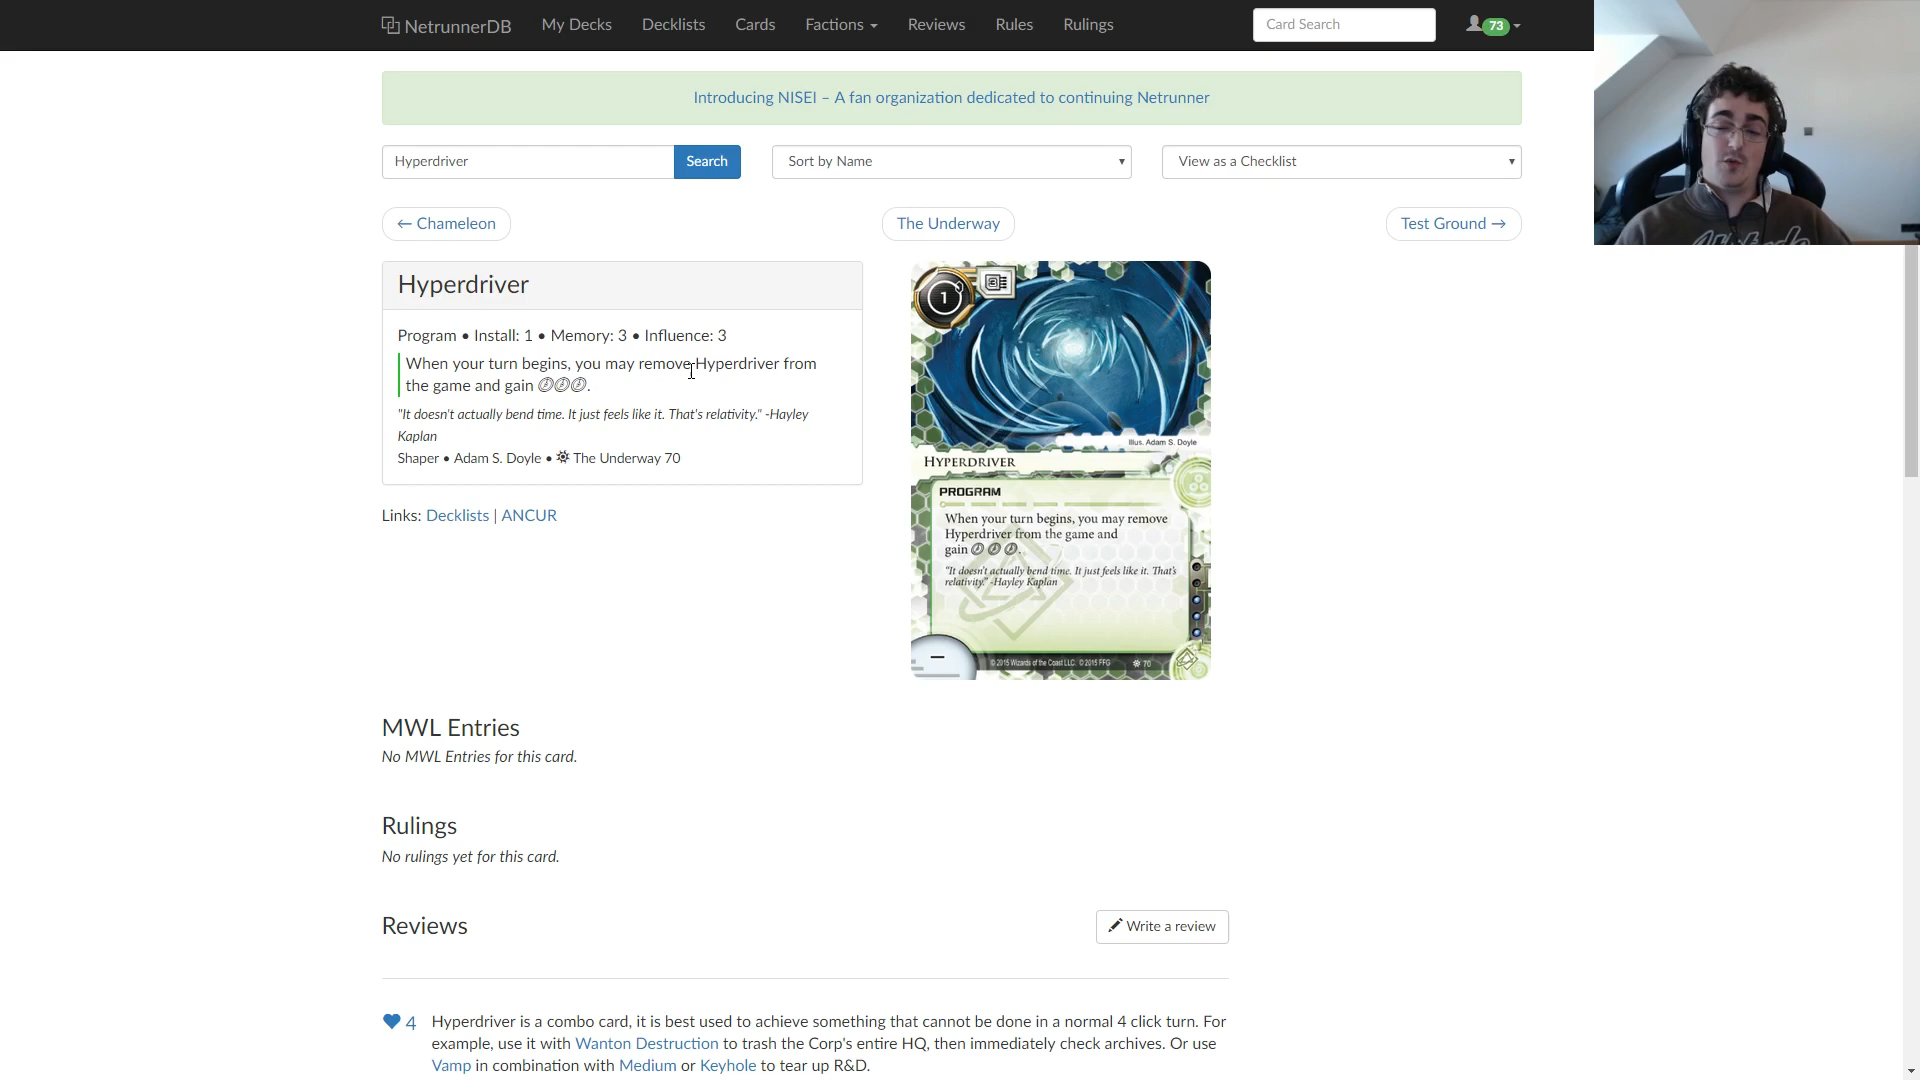 NetrunnerDB My Decks Decklists Cards Factions Reviews Rules Rulings Card Search 73
Introducing NISEI – A fan organization dedicated to continuing Netrunner
Hyperdriver Search Sort by Name View as a Checklist
← Chameleon The Underway Test Ground →
Hyperdriver
Program • Install: 1 • Memory: 3 • Influence: 3
When your turn begins, you may remove Hyperdriver from
the game and gain .
"It doesn't actually bend time. It just feels like it. That's relativity." -Hayley
Kaplan
Shaper • Adam S. Doyle • The Underway 70
Links: Decklists | ANCUR
1
Illus. Adam S. Doyle
Hyperdriver
PROGRAM
When your turn begins, you may remove
Hyperdriver from the game and
gain .
"It doesn't actually bend time. It just feels like it. That's
relativity." -Hayley Kaplan
–
© 2015 Wizards of the Coast LLC. © 2015 FFG 70
MWL Entries
No MWL Entries for this card.
Rulings
No rulings yet for this card.
Reviews Write a review
4 Hyperdriver is a combo card, it is best used to achieve something that cannot be done in a normal 4 click turn. For
example, use it with Wanton Destruction to trash the Corp's entire HQ, then immediately check archives. Or use
Vamp in combination with Medium or Keyhole to tear up R&D.